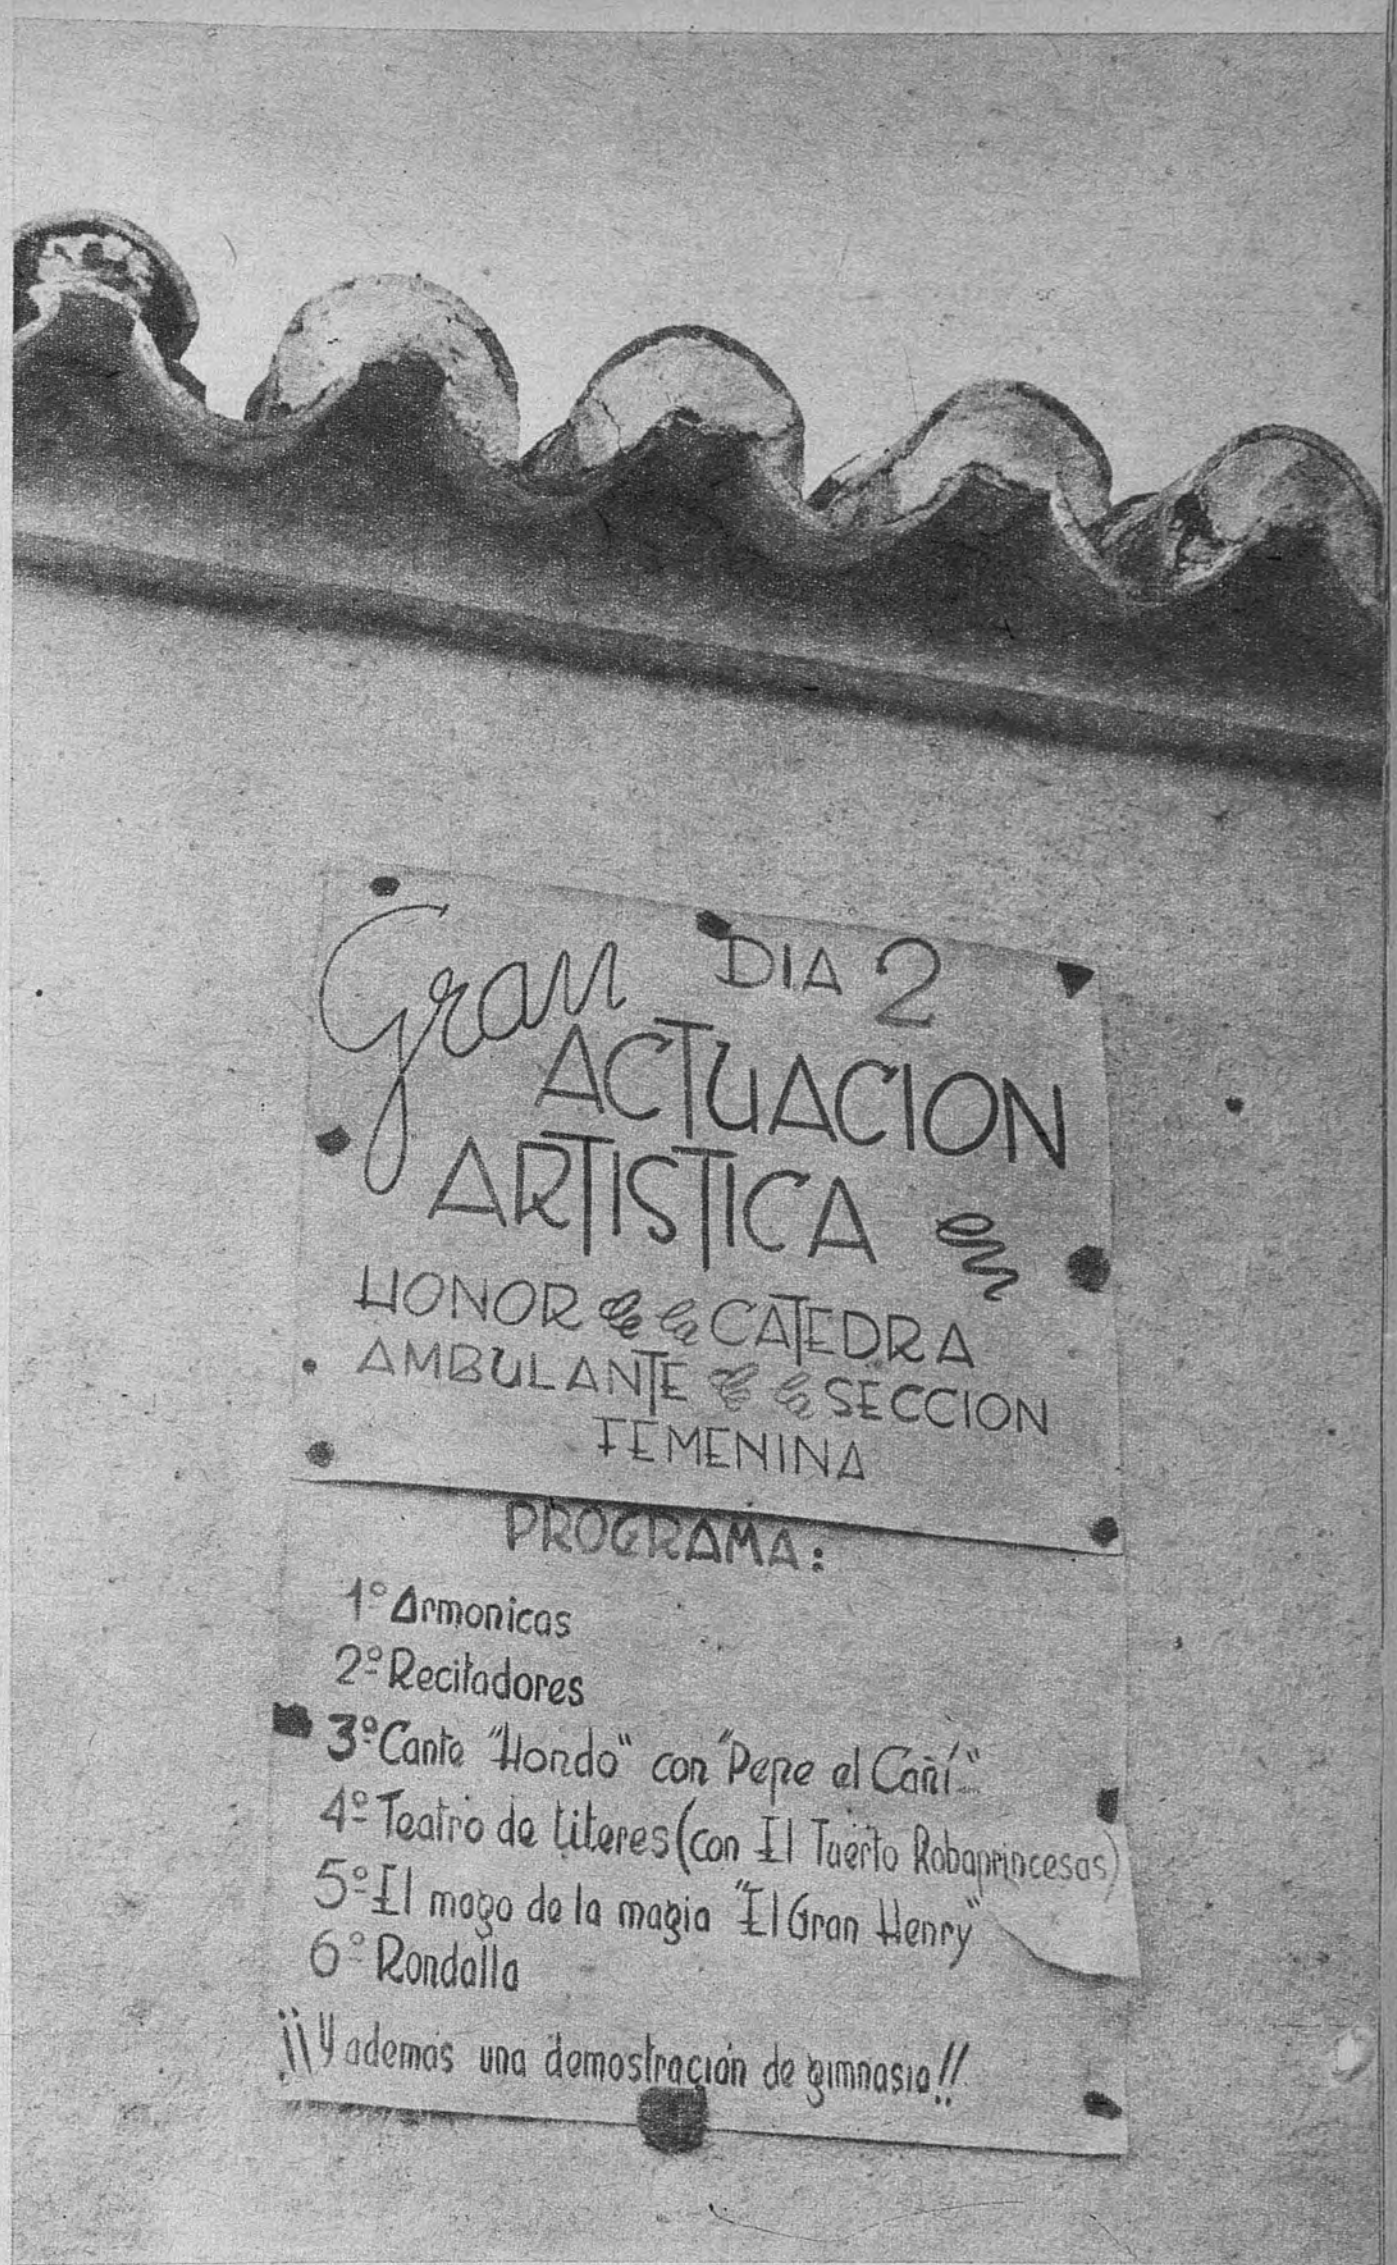 Gran DIA 2
ACTUACION
ARTISTICA en
HONOR de la CATEDRA
AMBULANTE de la SECCION
FEMENINA
PROGRAMA:
1º Armonicas
2º Recitadores
3º Cante "Hondo" con "Pepe el Cañí"
4º Teatro de titeres (con El Tuerto Robaprincesas)
5º El mago de la magia "El Gran Henry"
6º Rondalla
¡¡Y ademas una demostración de gimnasia!!